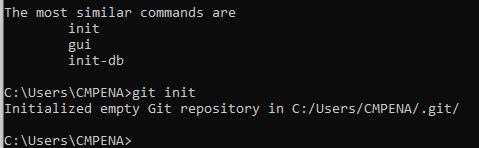 The most similar commands are
init
gui
init-db
C:\Users\CMPENA>git init
Initialized empty Git repository in C:/Users/CMPENA/.git/
C:\Users\CMPENA>